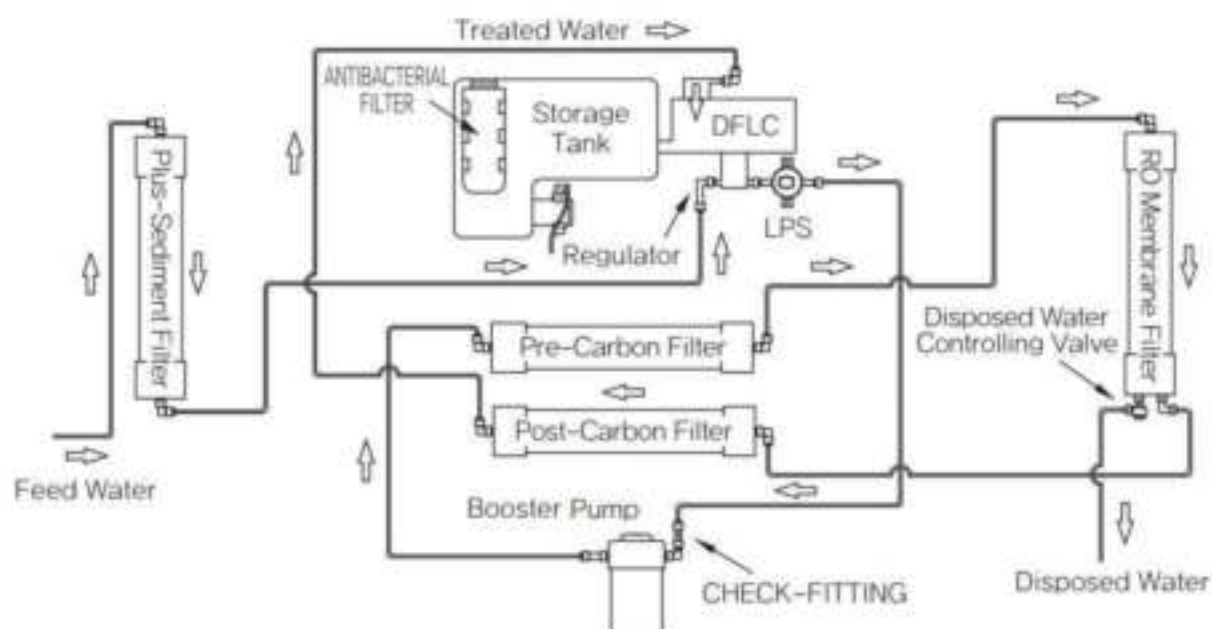 Treated Water
ANTIBACTERIAL
FILTER
Storage
Tank
DFLC
LPS
Regulator
Plus-Sediment Filter
RO Membrane Filter
Pre-Carbon Filter
Disposed Water
Controlling Valve
Post-Carbon Filter
Feed Water
Booster Pump
CHECK-FITTING
Disposed Water